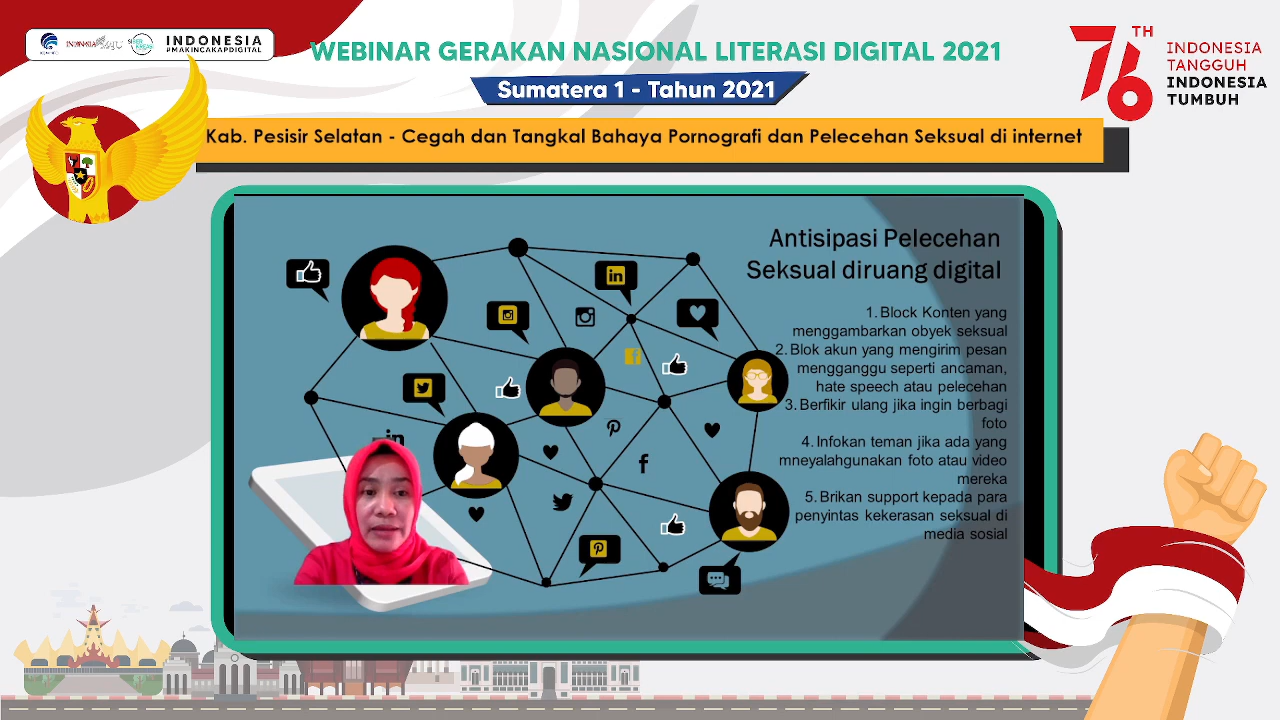 INDONESIA
#MAKINCAKAPDIGITAL
WEBINAR GERAKAN NASIONAL LITERASI DIGITAL 2021
Sumatera 1 - Tahun 2021
76 TH
INDONESIA
TANGGUH
INDONESIA
TUMBUH
Kab. Pesisir Selatan - Cegah dan Tangkal Bahaya Pornografi dan Pelecehan Seksual di internet
Antisipasi Pelecehan
Seksual diruang digital
1. Block Konten yang
menggambarkan obyek seksual
2. Blok akun yang mengirim pesan
mengganggu seperti ancaman,
hate speech atau pelecehan
3. Berfikir ulang jika ingin berbagi
foto
4. Infokan teman jika ada yang
mneyalahgunakan foto atau video
mereka
5. Brikan support kepada para
penyintas kekerasan seksual di
media sosial